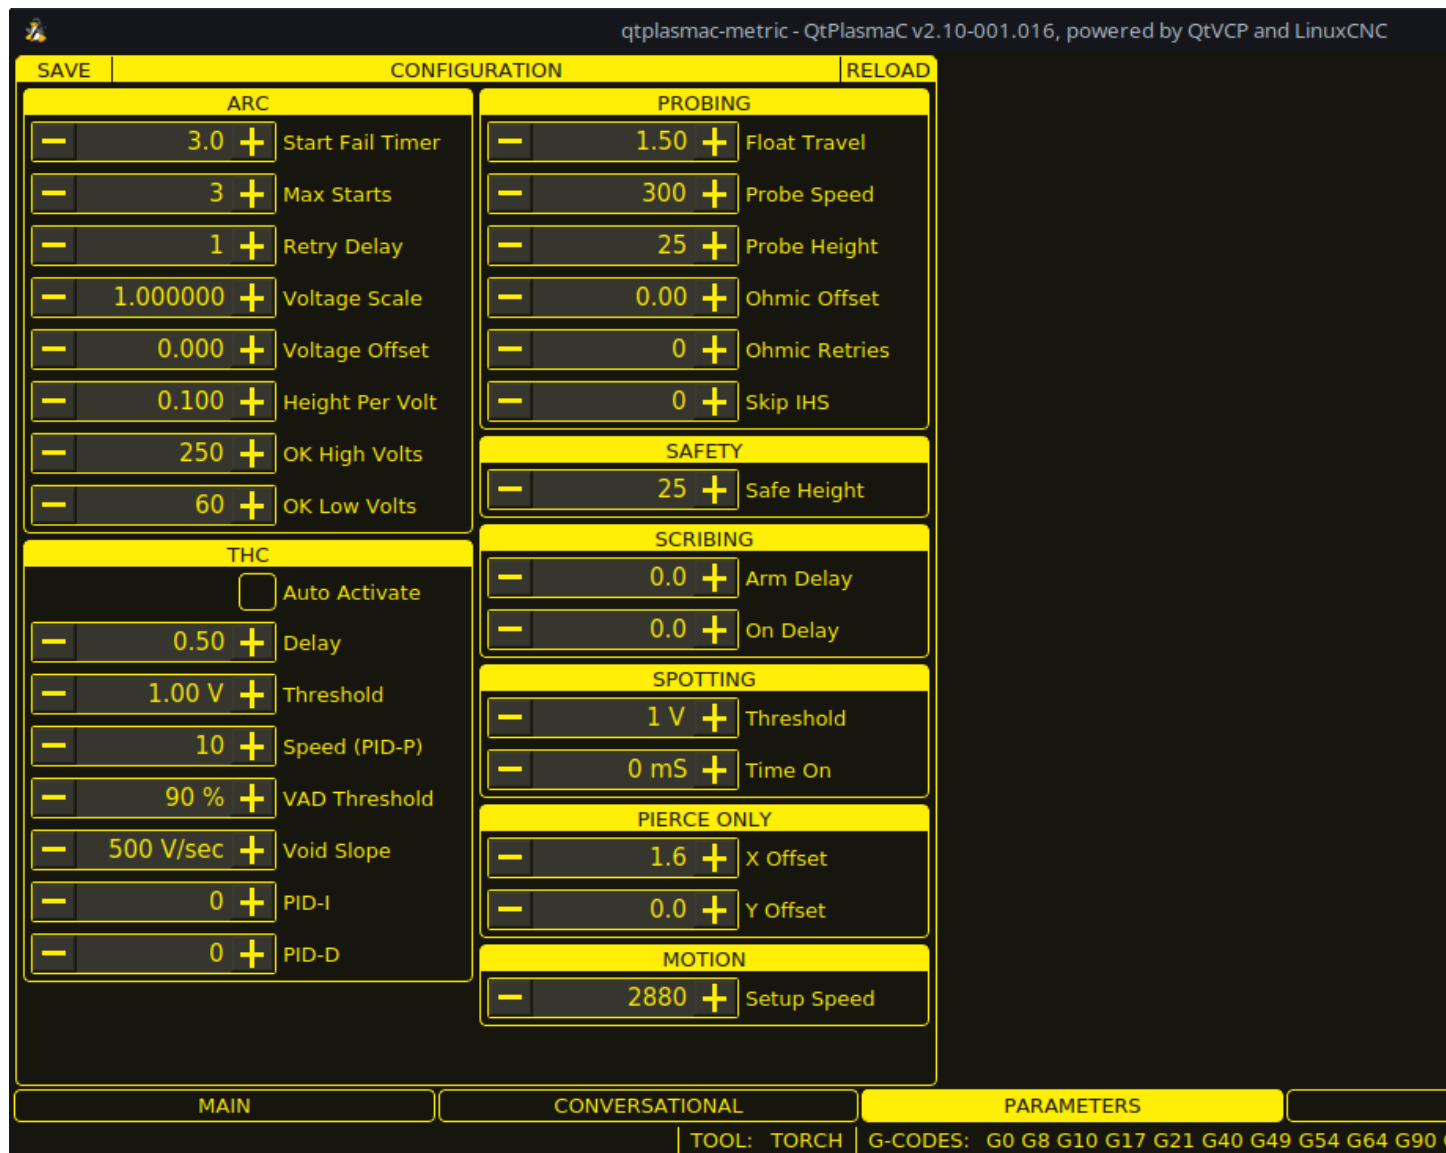 qtplasmac-metric - QtPlasmaC v2.10-001.016, powered by QtVCP and LinuxCNC
SAVE CONFIGURATION RELOAD
ARC
3.0 Start Fail Timer
3 Max Starts
1 Retry Delay
1.000000 Voltage Scale
0.000 Voltage Offset
0.100 Height Per Volt
250 OK High Volts
60 OK Low Volts
THC
Auto Activate
0.50 Delay
1.00 V Threshold
10 Speed (PID-P)
90 % VAD Threshold
500 V/sec Void Slope
0 PID-I
0 PID-D
PROBING
1.50 Float Travel
300 Probe Speed
25 Probe Height
0.00 Ohmic Offset
0 Ohmic Retries
0 Skip IHS
SAFETY
25 Safe Height
SCRIBING
0.0 Arm Delay
0.0 On Delay
SPOTTING
1 V Threshold
0 mS Time On
PIERCE ONLY
1.6 X Offset
0.0 Y Offset
MOTION
2880 Setup Speed
MAIN CONVERSATIONAL PARAMETERS
TOOL: TORCH G-CODES: G0 G8 G10 G17 G21 G40 G49 G54 G64 G90